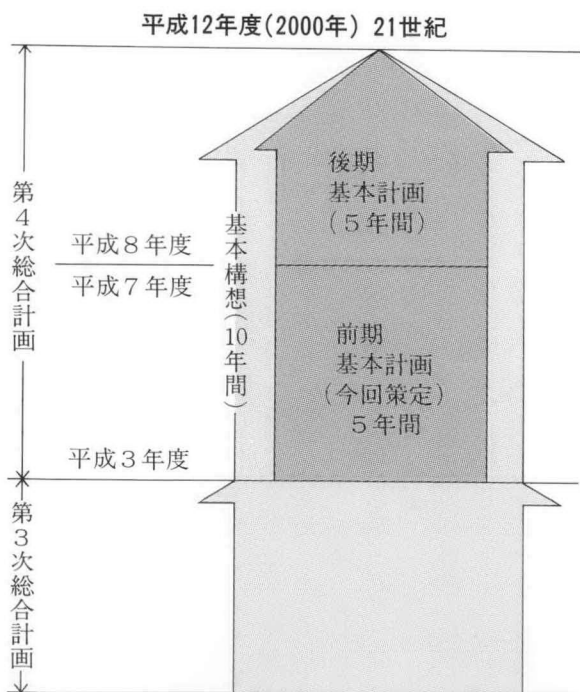 平成12年度(2000年) 21世紀
第4次総合計画
平成8年度
平成7年度
平成3年度
基本構想(10年間)
後期
基本計画
(5年間)
前期
基本計画
(今回策定)
5年間
第3次総合計画